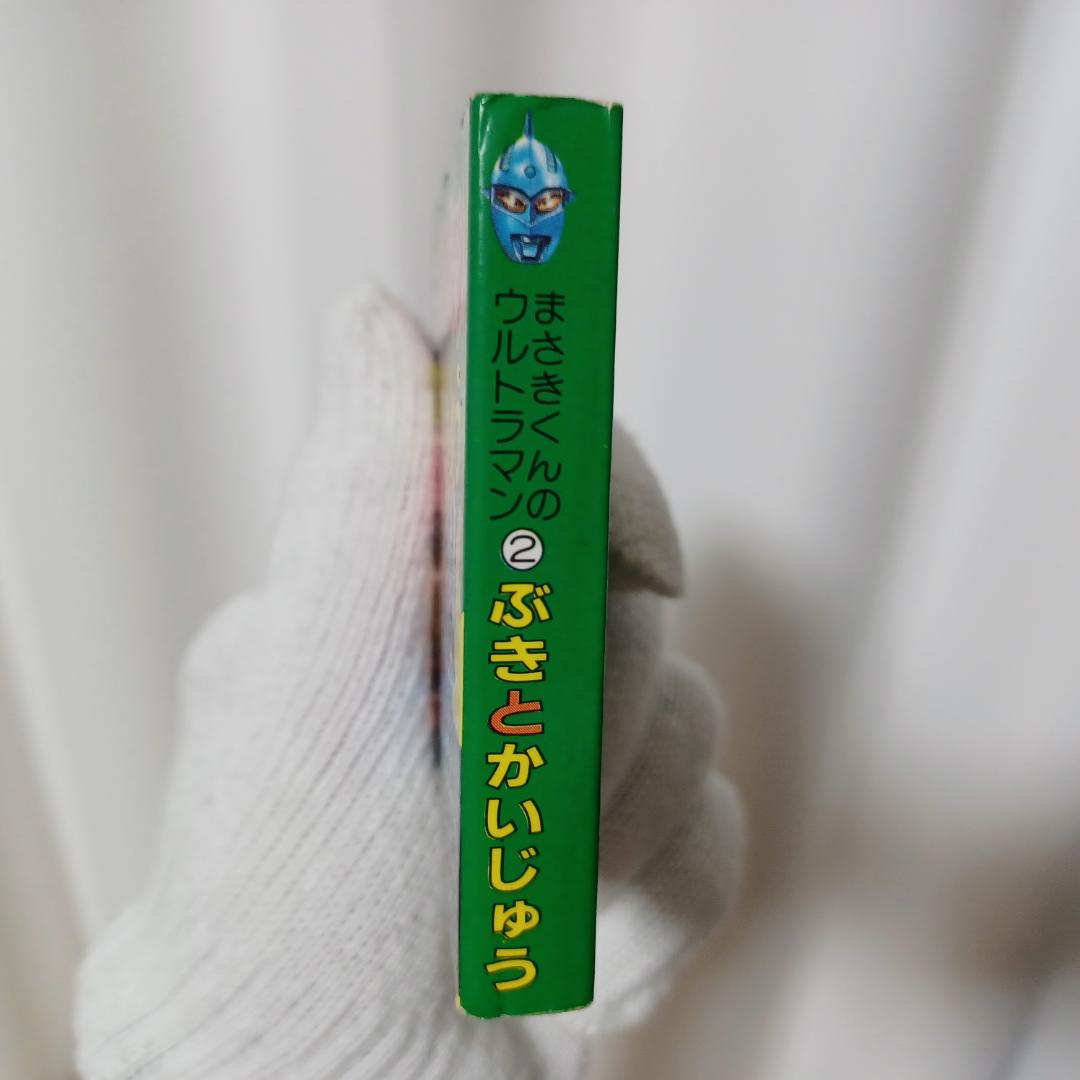 まさきくんの
ウルトラマン
②
ぶきとかいじゅう